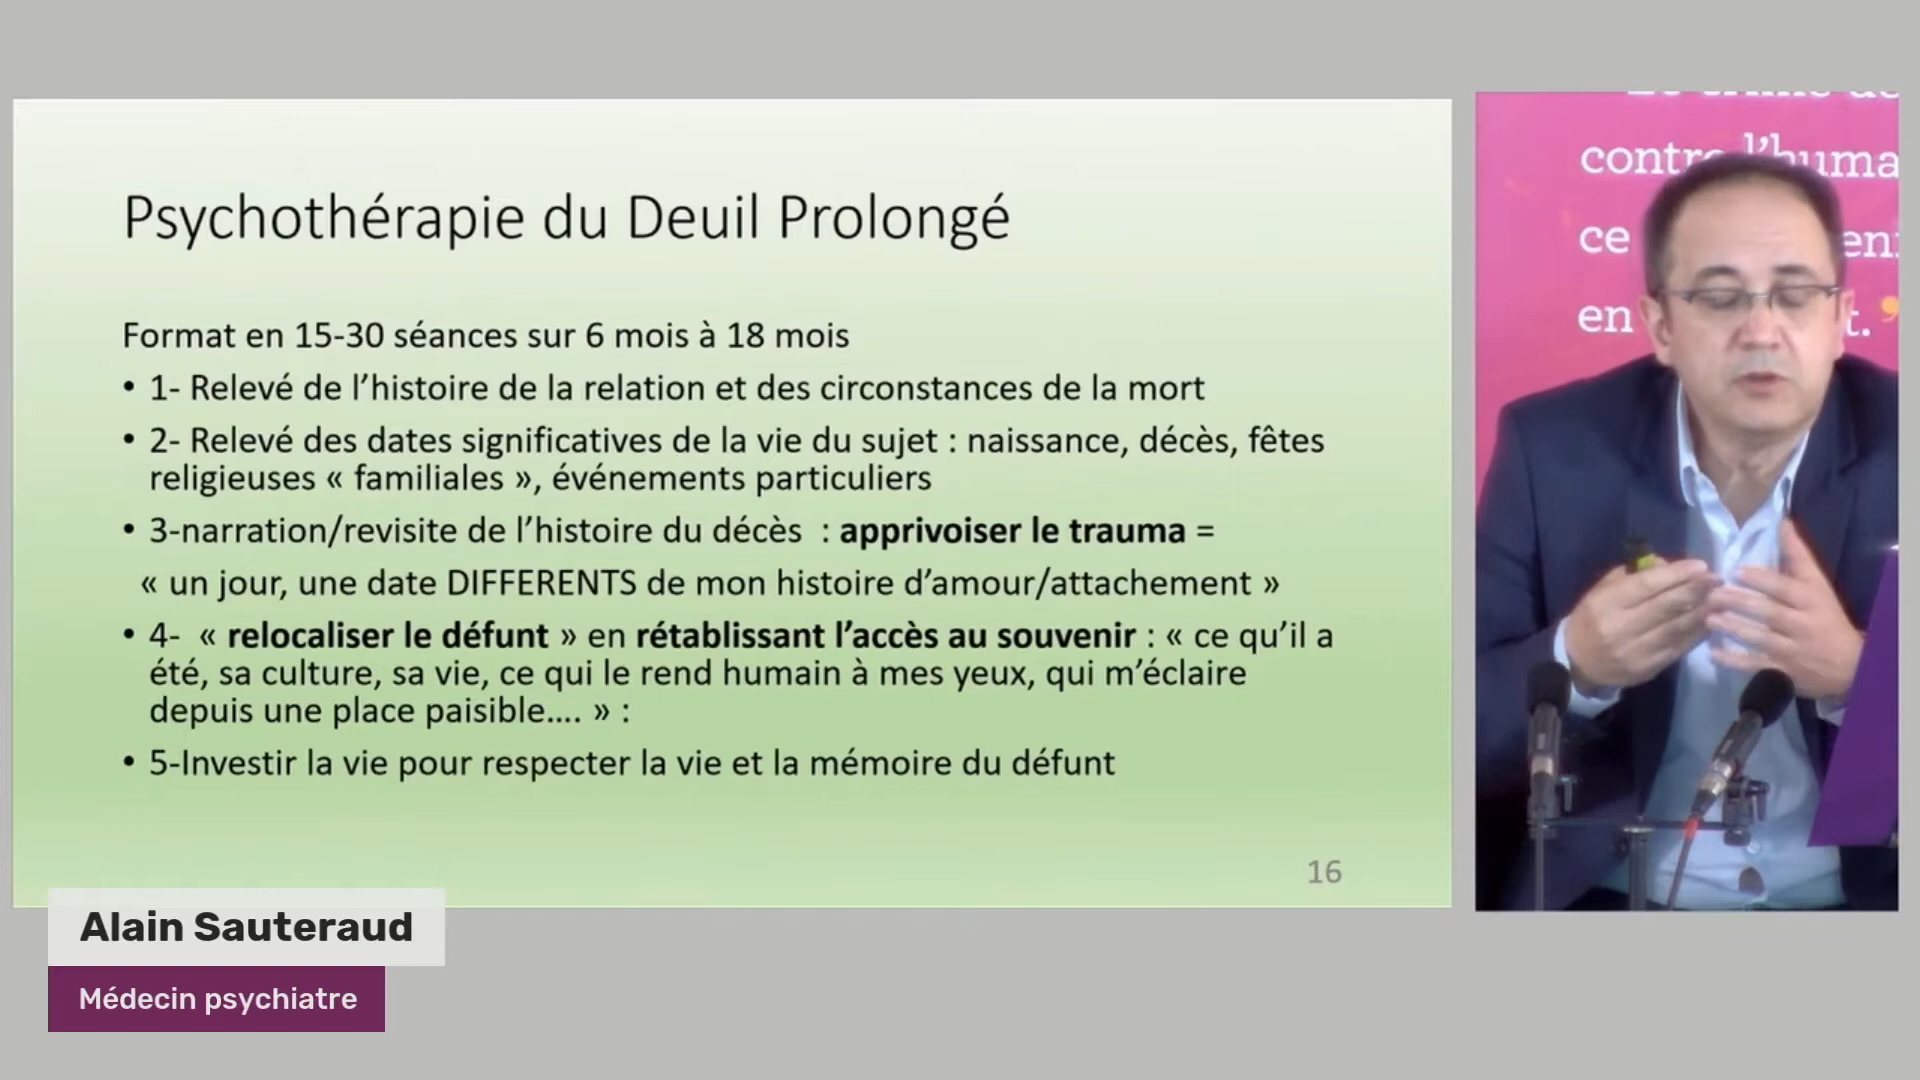 Psychothérapie du Deuil Prolongé
Format en 15-30 séances sur 6 mois à 18 mois
• 1- Relevé de l’histoire de la relation et des circonstances de la mort
• 2- Relevé des dates significatives de la vie du sujet : naissance, décès, fêtes
religieuses « familiales », événements particuliers
• 3-narration/revisite de l’histoire du décès  : apprivoiser le trauma =
« un jour, une date DIFFERENTS de mon histoire d’amour/attachement »
• 4-  « relocaliser le défunt » en rétablissant l’accès au souvenir : « ce qu’il a
été, sa culture, sa vie, ce qui le rend humain à mes yeux, qui m’éclaire
depuis une place paisible…. » :
• 5-Investir la vie pour respecter la vie et la mémoire du défunt
16
contre l’huma
ce
en
Alain Sauteraud
Médecin psychiatre